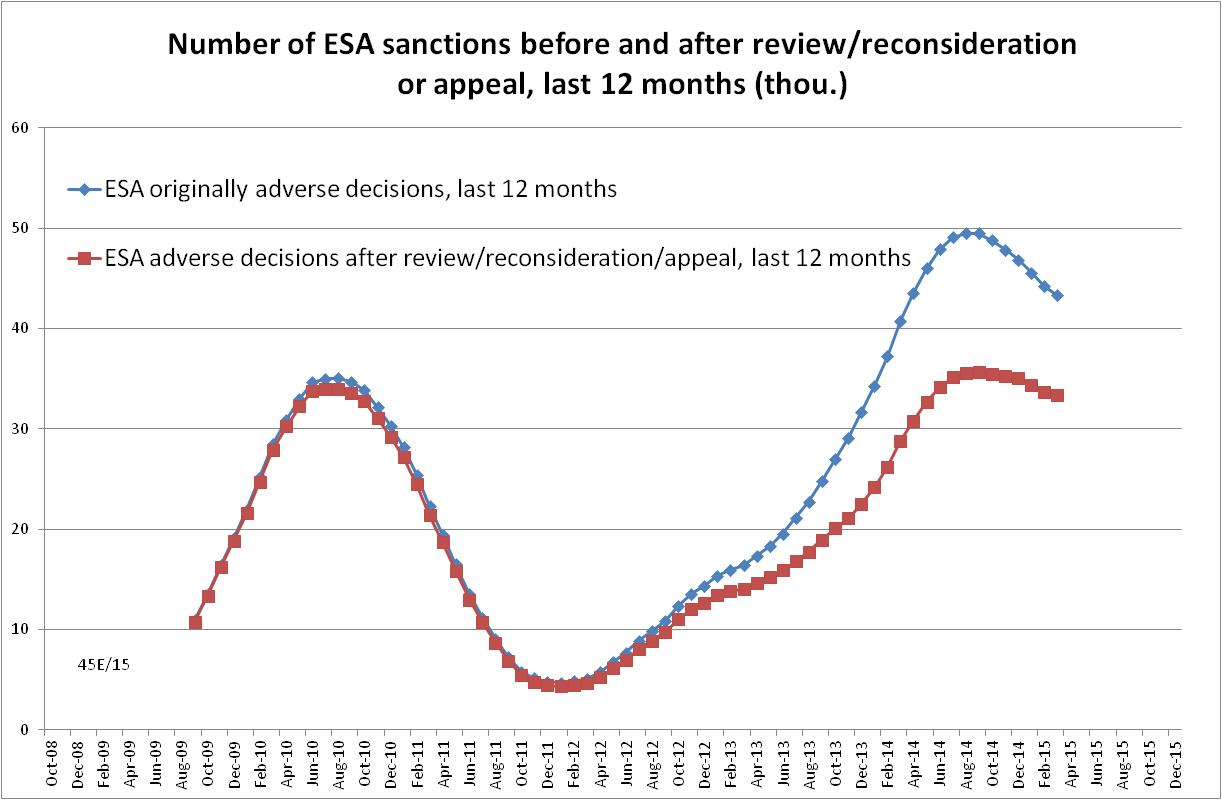 Number of ESA sanctions before and after review/reconsideration
or appeal, last 12 months (thou.)
60
ESA originally adverse decisions, last 12 months
50
ESA adverse decisions after review/reconsideration/appeal, last 12 months
40
30
20
10
45E/15
0
Oct-08
Dec-08
Feb-09
Apr-09
Jun-09
Aug-09
Oct-09
Dec-09
Feb-10
Apr-10
Jun-10
Aug-10
Oct-10
Dec-10
Feb-11
Apr-11
Jun-11
Aug-11
Oct-11
Dec-11
Feb-12
Apr-12
Jun-12
Aug-12
Oct-12
Dec-12
Feb-13
Apr-13
Jun-13
Aug-13
Oct-13
Dec-13
Feb-14
Apr-14
Jun-14
Aug-14
Oct-14
Dec-14
Feb-15
Apr-15
Jun-15
Aug-15
Oct-15
Dec-15